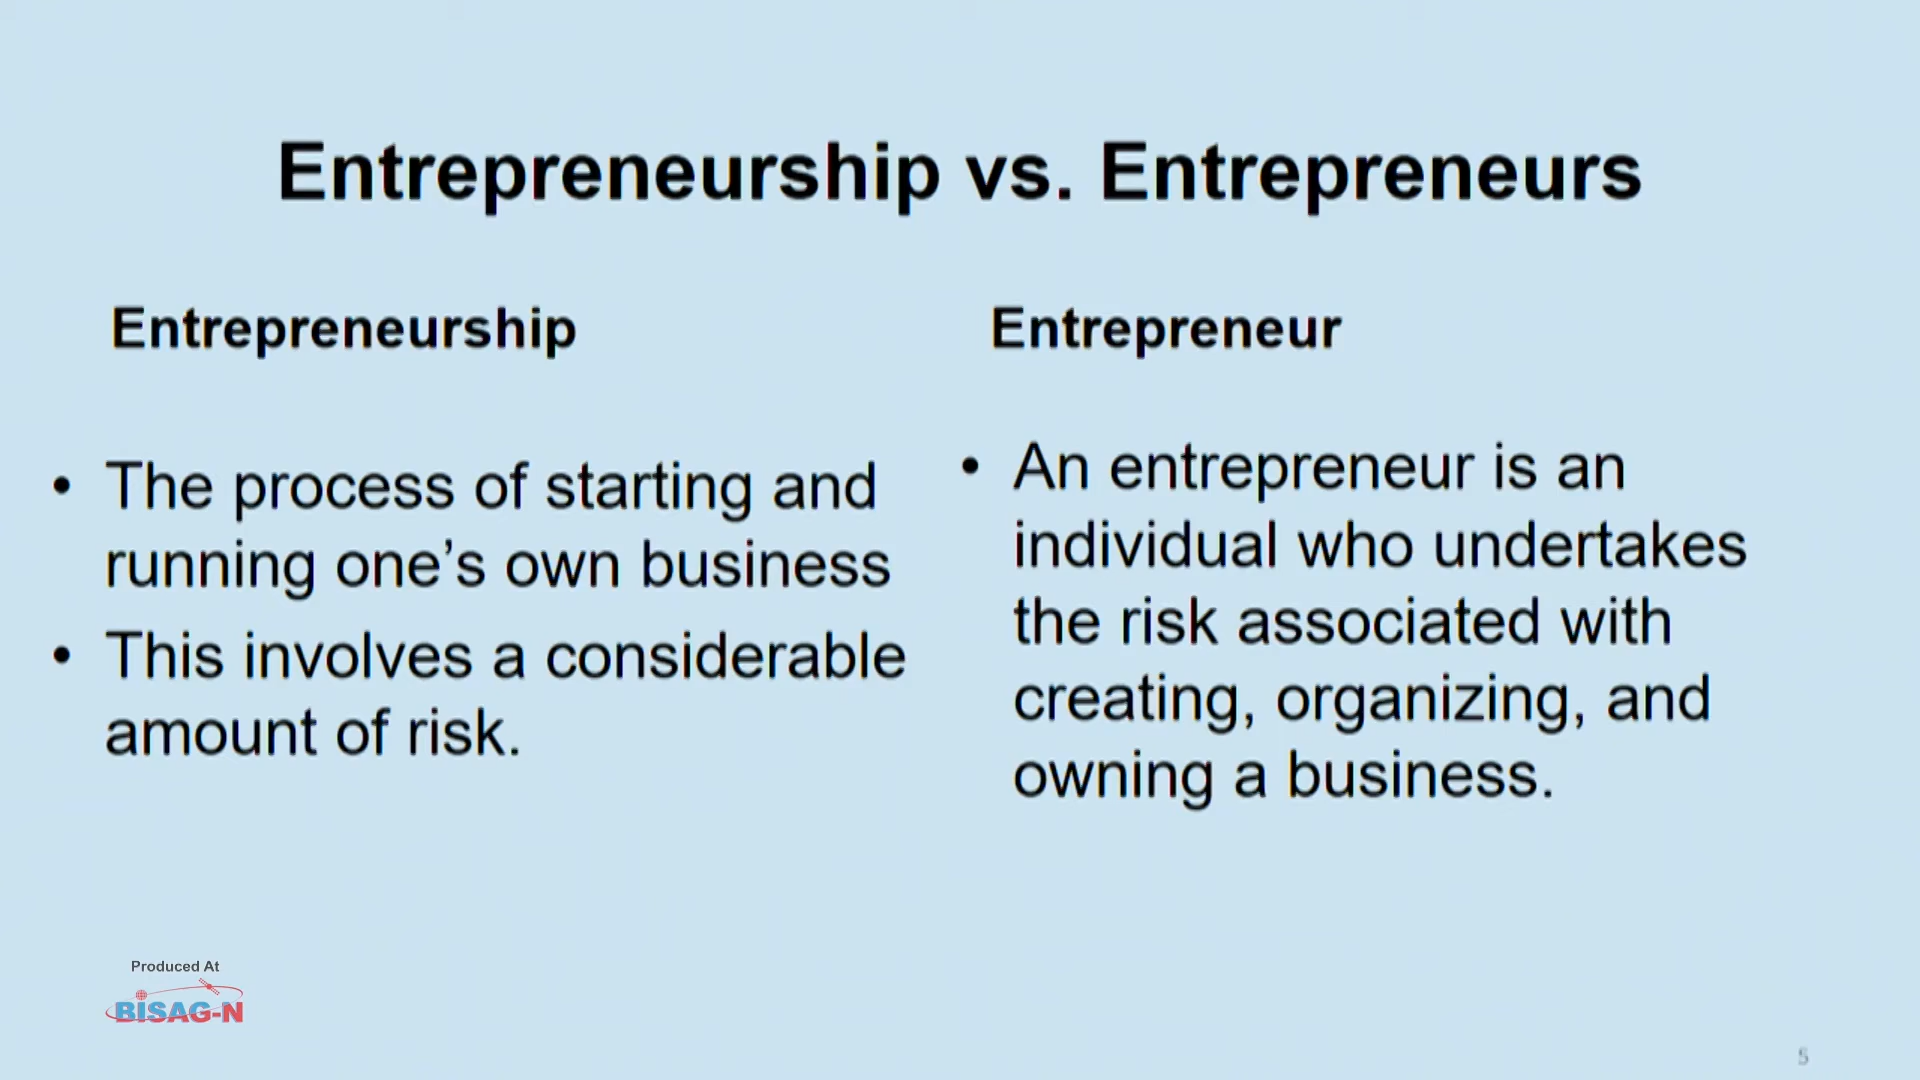 Entrepreneurship vs. Entrepreneurs
Entrepreneurship
• The process of starting and
running one’s own business
• This involves a considerable
amount of risk.
Entrepreneur
• An entrepreneur is an
individual who undertakes
the risk associated with
creating, organizing, and
owning a business.
Produced At
BISAG-N
5